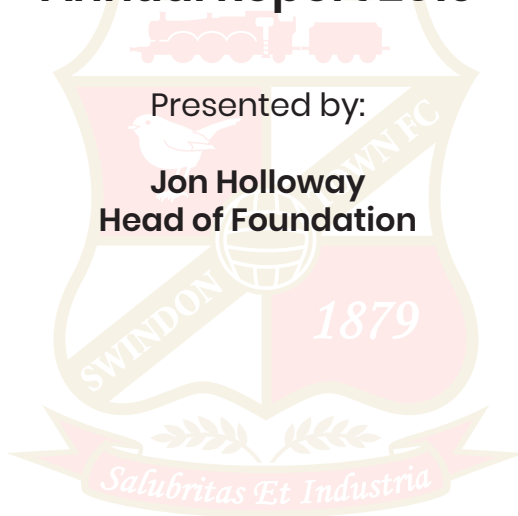 Annual Report
Presented by:
Jon Holloway
Head of Foundation
SWINDON TOWN FC
1879
Salubritas Et Industria